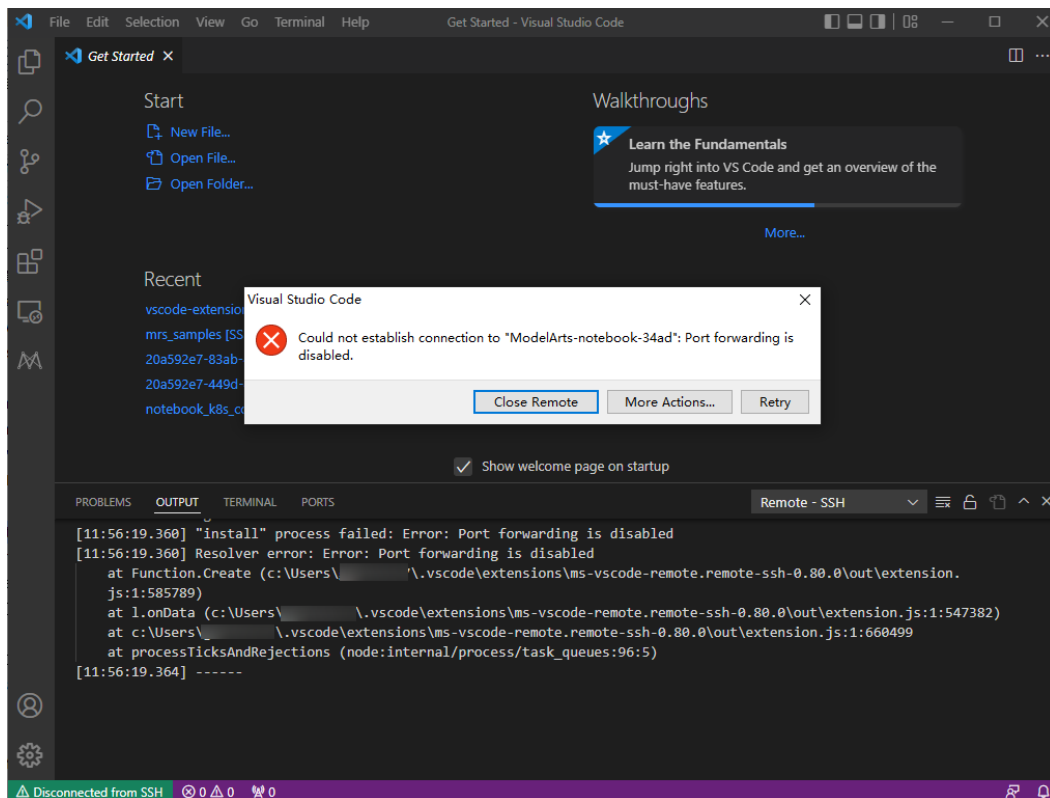 File Edit Selection View Go Terminal Help Get Started - Visual Studio Code
Get Started
Start
New File...
Open File...
Open Folder...
Walkthroughs
Learn the Fundamentals
Jump right into VS Code and get an overview of the
must-have features.
More...
Recent
vscode-extension
mrs_samples [SS
20a592e7-83ab-
20a592e7-449d-
notebook_k8s_co
Visual Studio Code
Could not establish connection to "ModelArts-notebook-34ad": Port forwarding is
disabled.
Close Remote More Actions... Retry
Show welcome page on startup
PROBLEMS OUTPUT TERMINAL PORTS Remote - SSH
[11:56:19.360] "install" process failed: Error: Port forwarding is disabled
[11:56:19.360] Resolver error: Error: Port forwarding is disabled
at Function.Create (c:\Users\ '\.vscode\extensions\ms-vscode-remote.remote-ssh-0.80.0\out\extension.
js:1:585789)
at l.onData (c:\Users\ \.vscode\extensions\ms-vscode-remote.remote-ssh-0.80.0\out\extension.js:1:547382)
at c:\Users\ \.vscode\extensions\ms-vscode-remote.remote-ssh-0.80.0\out\extension.js:1:660499
at processTicksAndRejections (node:internal/process/task_queues:96:5)
[11:56:19.364] ------
Disconnected from SSH 0 0 0